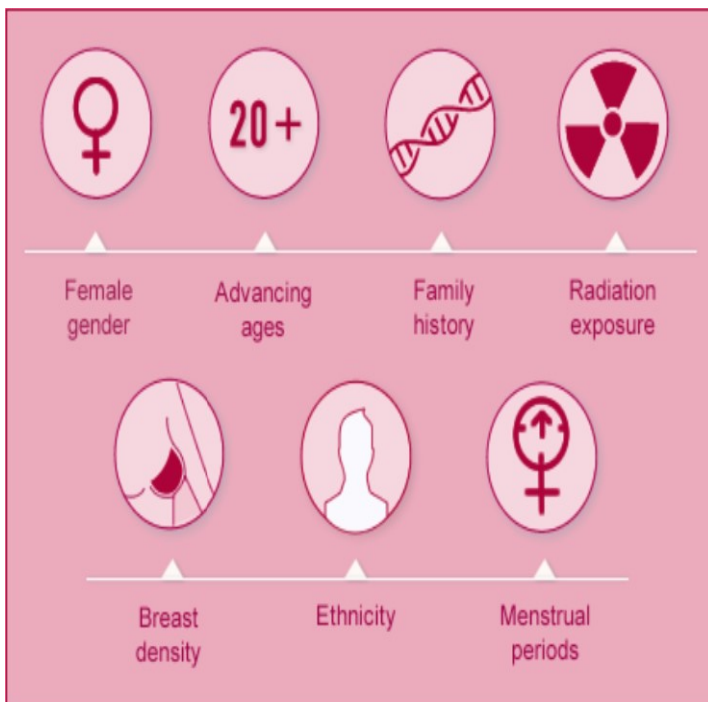 20+
Female
gender
Advancing
ages
Family
history
Radiation
exposure
Breast
density
Ethnicity
Menstrual
periods